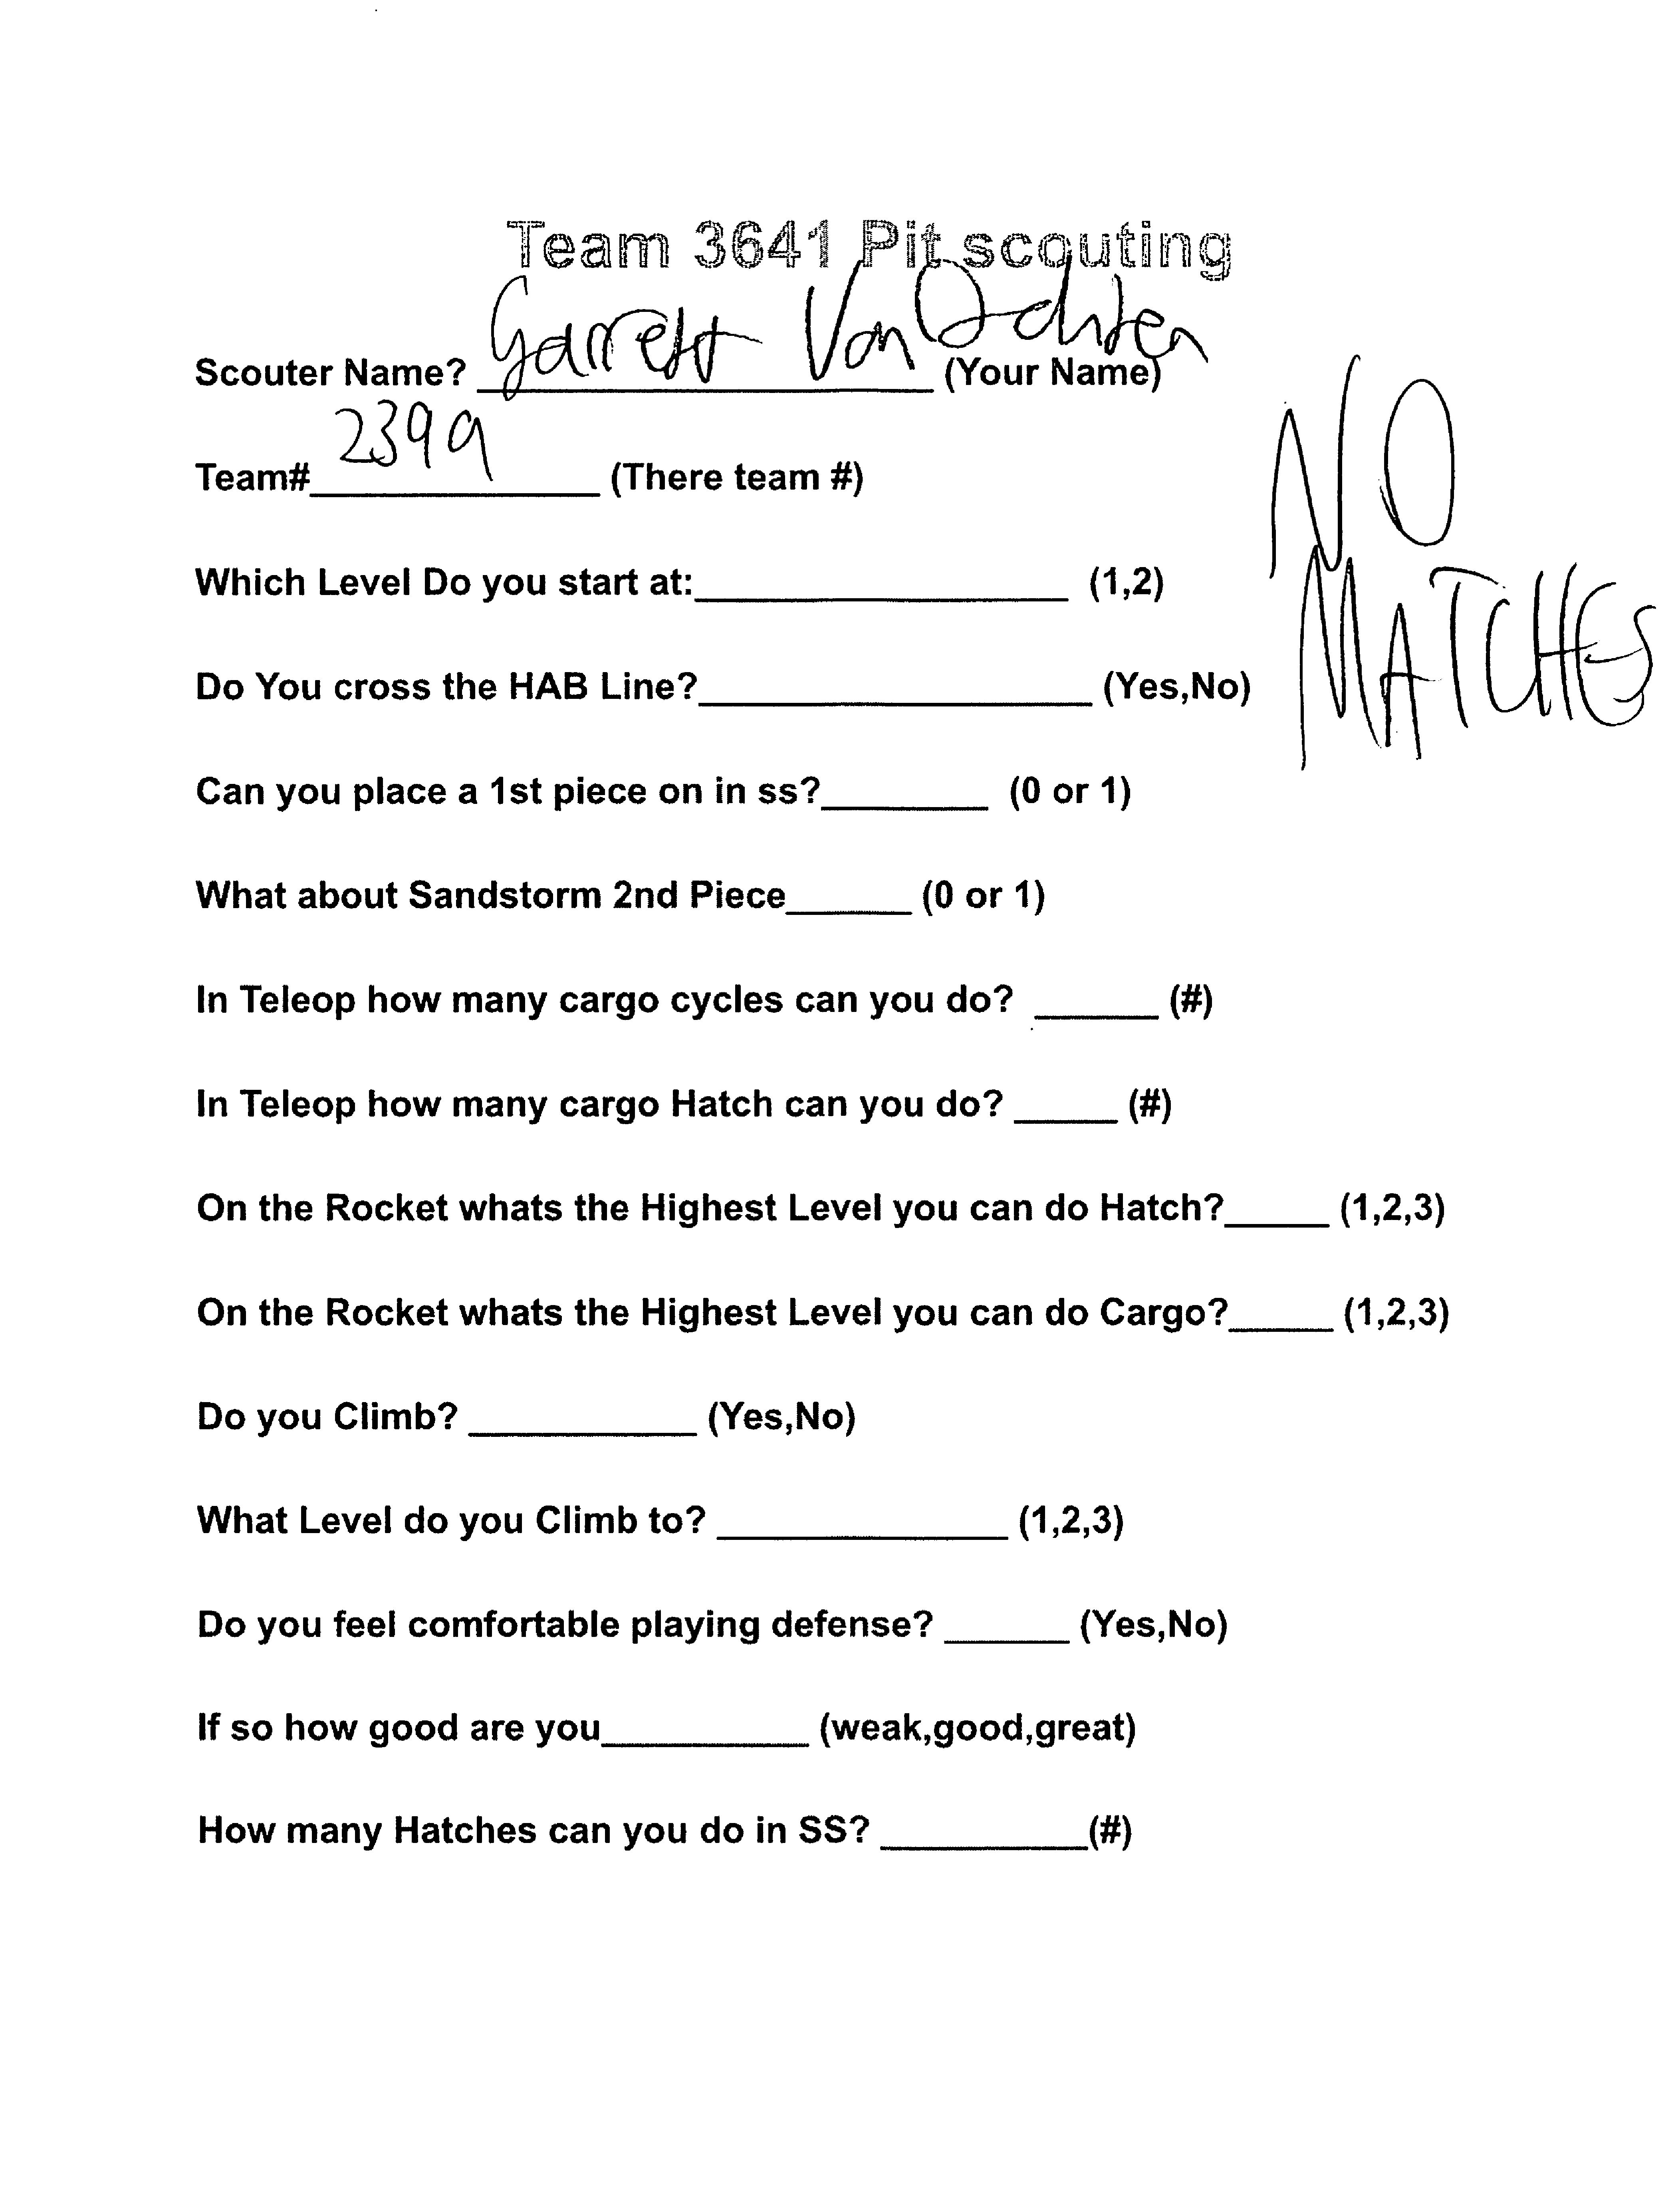 Team 3641 Pit scouting
Scouter Name? Garrett Van Ochten (Your Name)
Team# 2399 (There team #)
NO
Which Level Do you start at:__________________ (1,2)
MATCHES
Do You cross the HAB Line?___________________ (Yes,No)
Can you place a 1st piece on in ss?________ (0 or 1)
What about Sandstorm 2nd Piece______ (0 or 1)
In Teleop how many cargo cycles can you do? ______ (#)
In Teleop how many cargo Hatch can you do? _____ (#)
On the Rocket whats the Highest Level you can do Hatch?_____ (1,2,3)
On the Rocket whats the Highest Level you can do Cargo?_____ (1,2,3)
Do you Climb? ___________ (Yes,No)
What Level do you Climb to? ______________ (1,2,3)
Do you feel comfortable playing defense? ______ (Yes,No)
If so how good are you__________ (weak,good,great)
How many Hatches can you do in SS? __________(#)